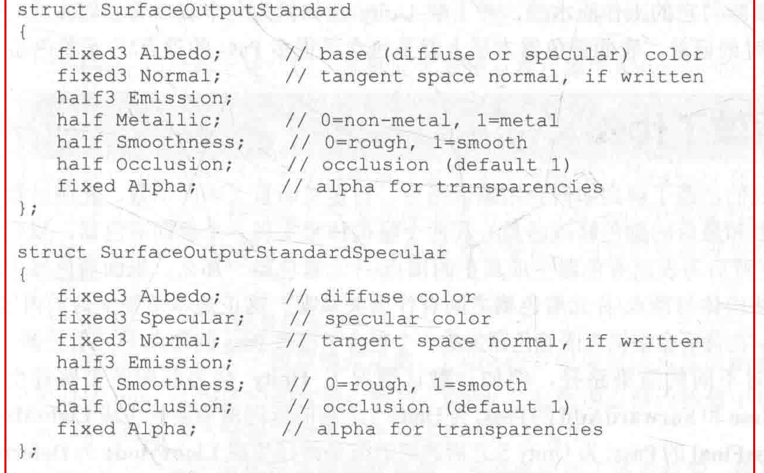 struct SurfaceOutputStandard
{
fixed3 Albedo; // base (diffuse or specular) color
fixed3 Normal; // tangent space normal, if written
half3 Emission;
half Metallic; // 0=non-metal, 1=metal
half Smoothness; // 0=rough, 1=smooth
half Occlusion; // occlusion (default 1)
fixed Alpha; // alpha for transparencies
};
struct SurfaceOutputStandardSpecular
{
fixed3 Albedo; // diffuse color
fixed3 Specular; // specular color
fixed3 Normal; // tangent space normal, if written
half3 Emission;
half Smoothness; // 0=rough, 1=smooth
half Occlusion; // occlusion (default 1)
fixed Alpha; // alpha for transparencies
};